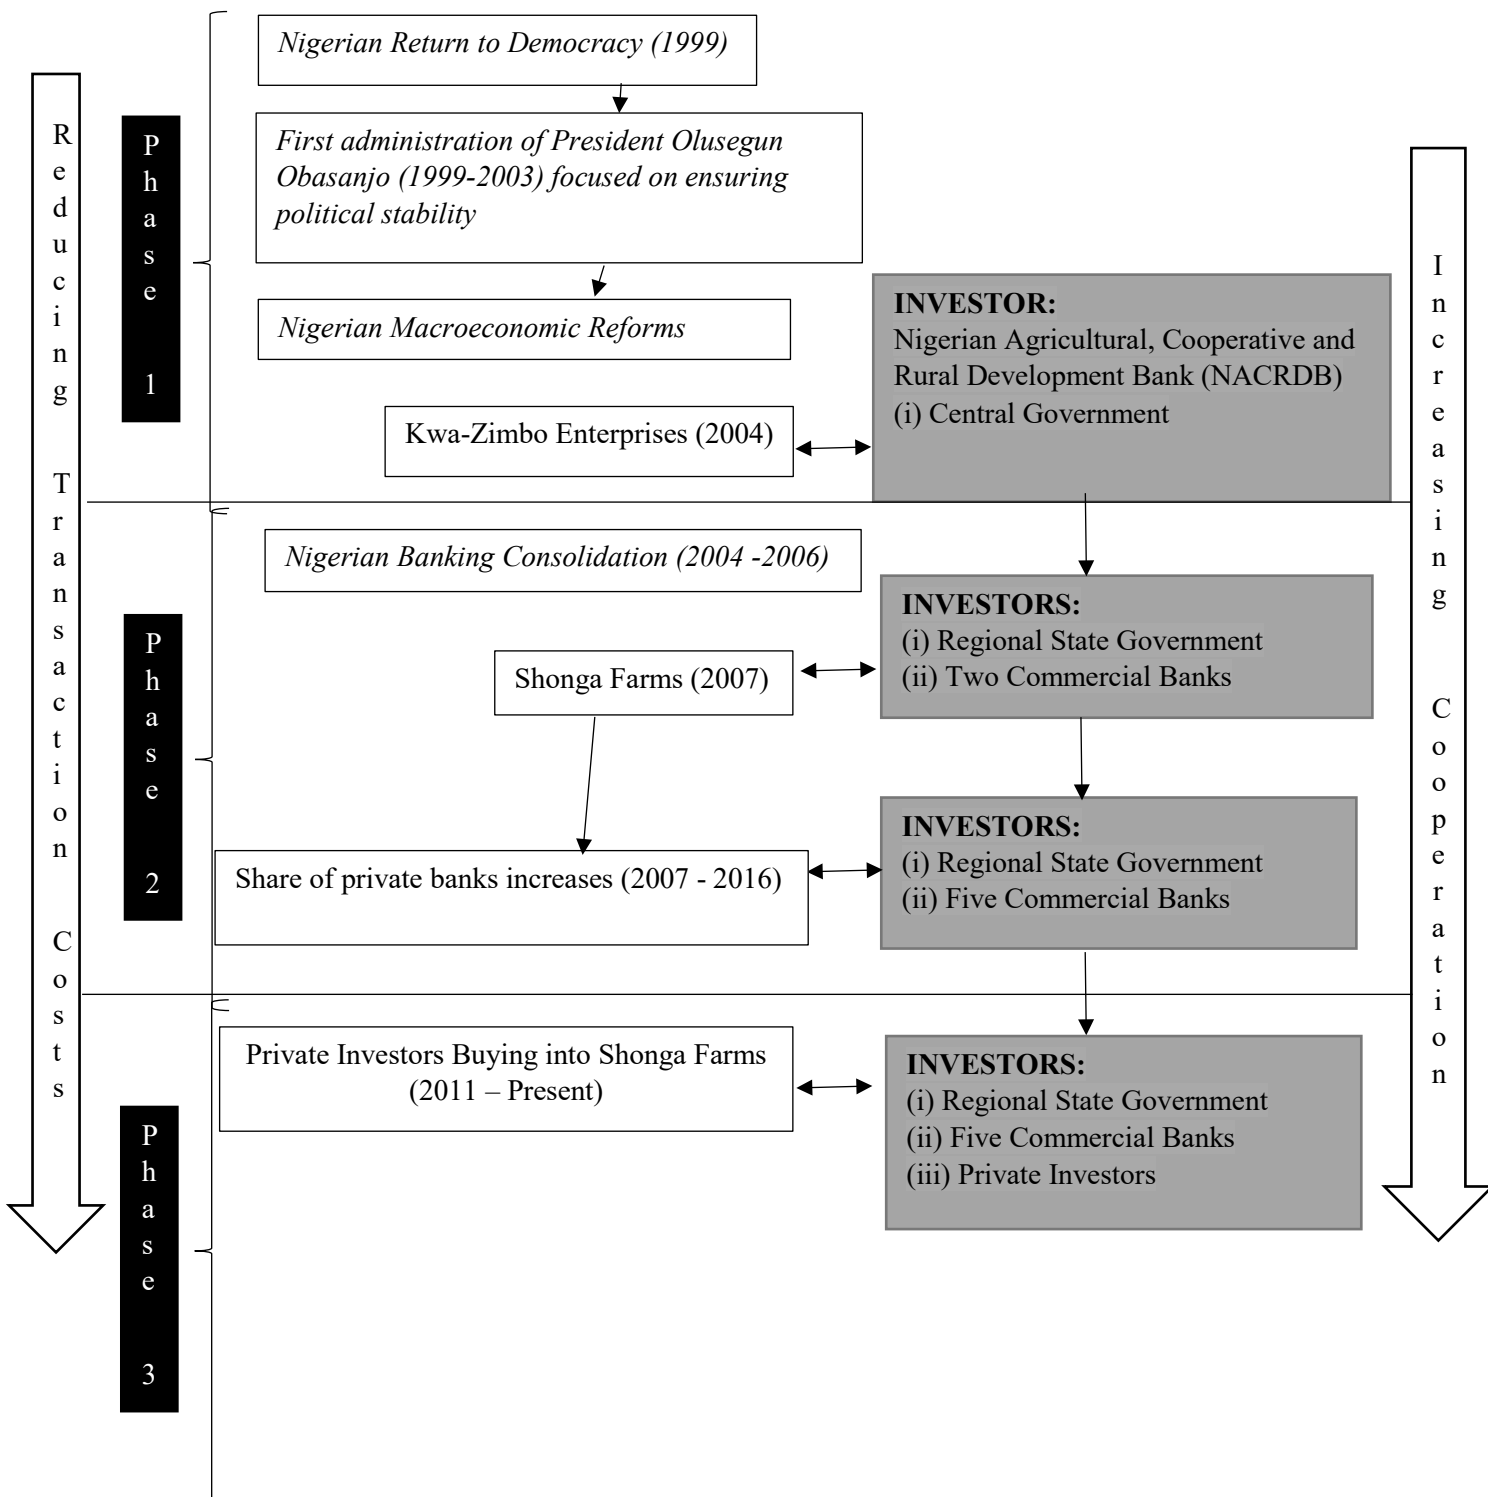 Nigerian Return to Democracy (1999)
First administration of President Olusegun
Obasanjo (1999-2003) focused on ensuring
political stability
Nigerian Macroeconomic Reforms
Reducing Transaction Costs
Phase 1
Increasing Cooperation
INVESTOR:
Nigerian Agricultural, Cooperative and
Rural Development Bank (NACRDB)
(i) Central Government
Kwa-Zimbo Enterprises (2004)
Nigerian Banking Consolidation (2004 -2006)
Phase 2
INVESTORS:
(i) Regional State Government
(ii) Two Commercial Banks
Shonga Farms (2007)
INVESTORS:
(i) Regional State Government
(ii) Five Commercial Banks
Share of private banks increases (2007 - 2016)
Private Investors Buying into Shonga Farms
(2011 – Present)
INVESTORS:
(i) Regional State Government
(ii) Five Commercial Banks
(iii) Private Investors
Phase 3